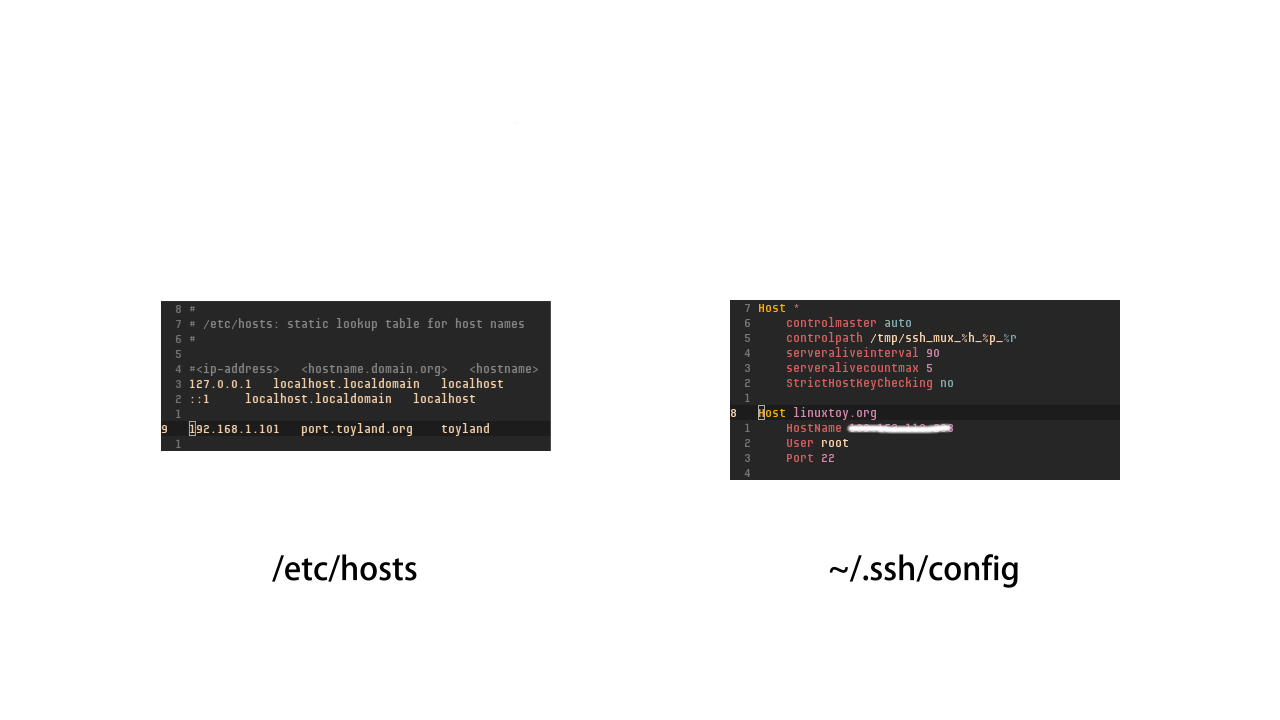 8 #
7 # /etc/hosts: static lookup table for host names
6 #
5
4 #<ip-address> <hostname.domain.org> <hostname>
3 127.0.0.1 localhost.localdomain localhost
2 ::1 localhost.localdomain localhost
1
9 192.168.1.101 port.toyland.org toyland
1
/etc/hosts
7 Host *
6 controlmaster auto
5 controlpath /tmp/ssh_mux_%h_%p_%r
4 serveraliveinterval 90
3 serveralivecountmax 5
2 StrictHostKeyChecking no
1
8 Host linuxtoy.org
1 HostName
2 User root
3 Port 22
4
~/.ssh/config